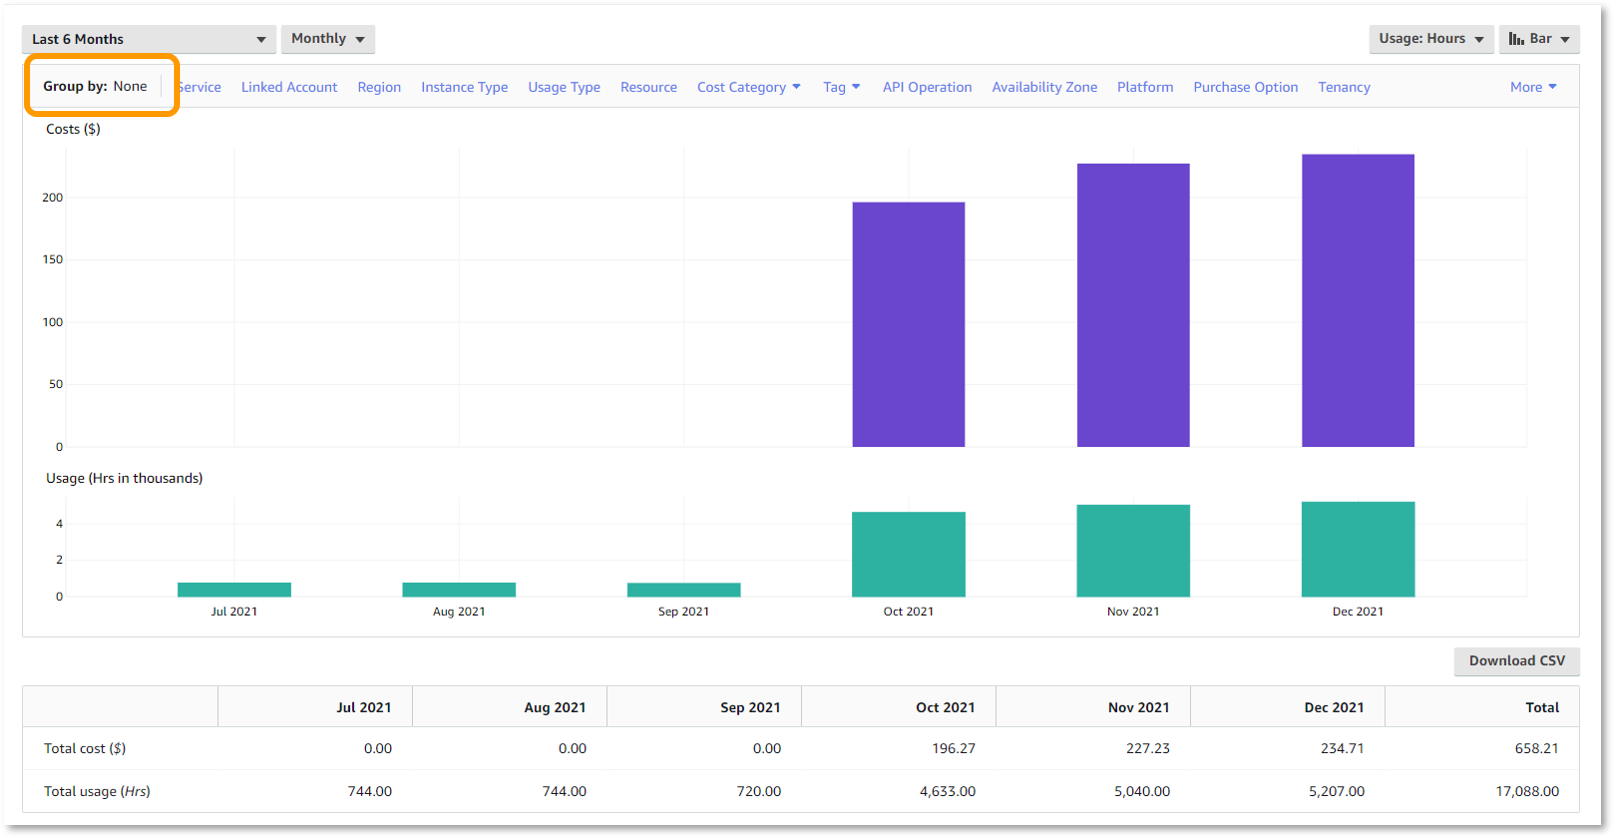 Last 6 Months Monthly Usage: Hours Bar
Group by: None Service Linked Account Region Instance Type Usage Type Resource Cost Category Tag API Operation Availability Zone Platform Purchase Option Tenancy More
Costs ($)
200
150
100
50
0
Usage (Hrs in thousands)
4
2
0
Jul 2021 Aug 2021 Sep 2021 Oct 2021 Nov 2021 Dec 2021
Download CSV
Jul 2021 Aug 2021 Sep 2021 Oct 2021 Nov 2021 Dec 2021 Total
Total cost ($) 0.00 0.00 0.00 196.27 227.23 234.71 658.21
Total usage (Hrs) 744.00 744.00 720.00 4,633.00 5,040.00 5,207.00 17,088.00